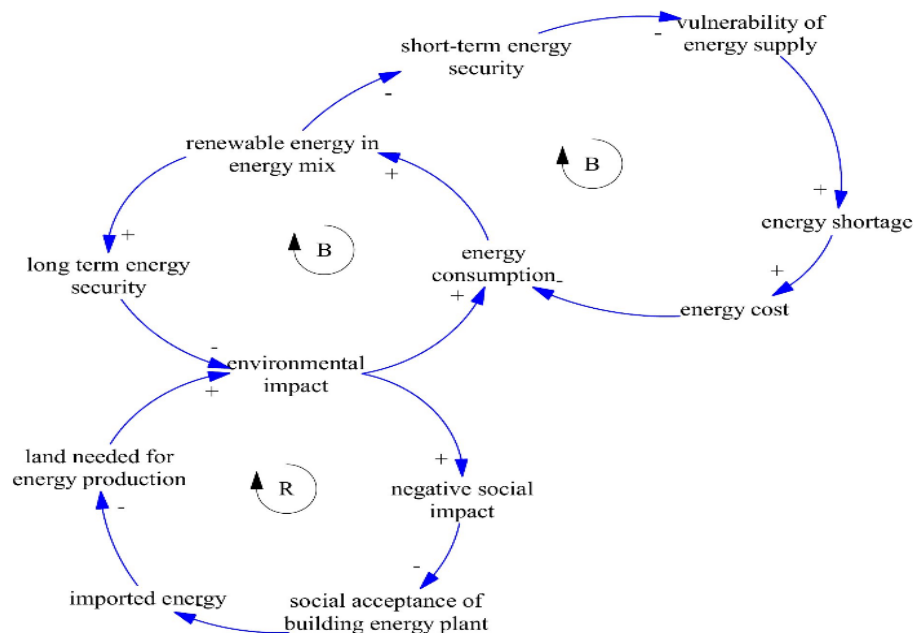 vulnerability of
energy supply
-
short-term energy
security
-
renewable energy in
energy mix
+
B
+
energy shortage
+
B
long term energy
security
+
energy
consumption
-
+
energy cost
-
environmental
impact
+
land needed for
energy production
R
+
negative social
impact
-
-
imported energy
social acceptance of
building energy plant